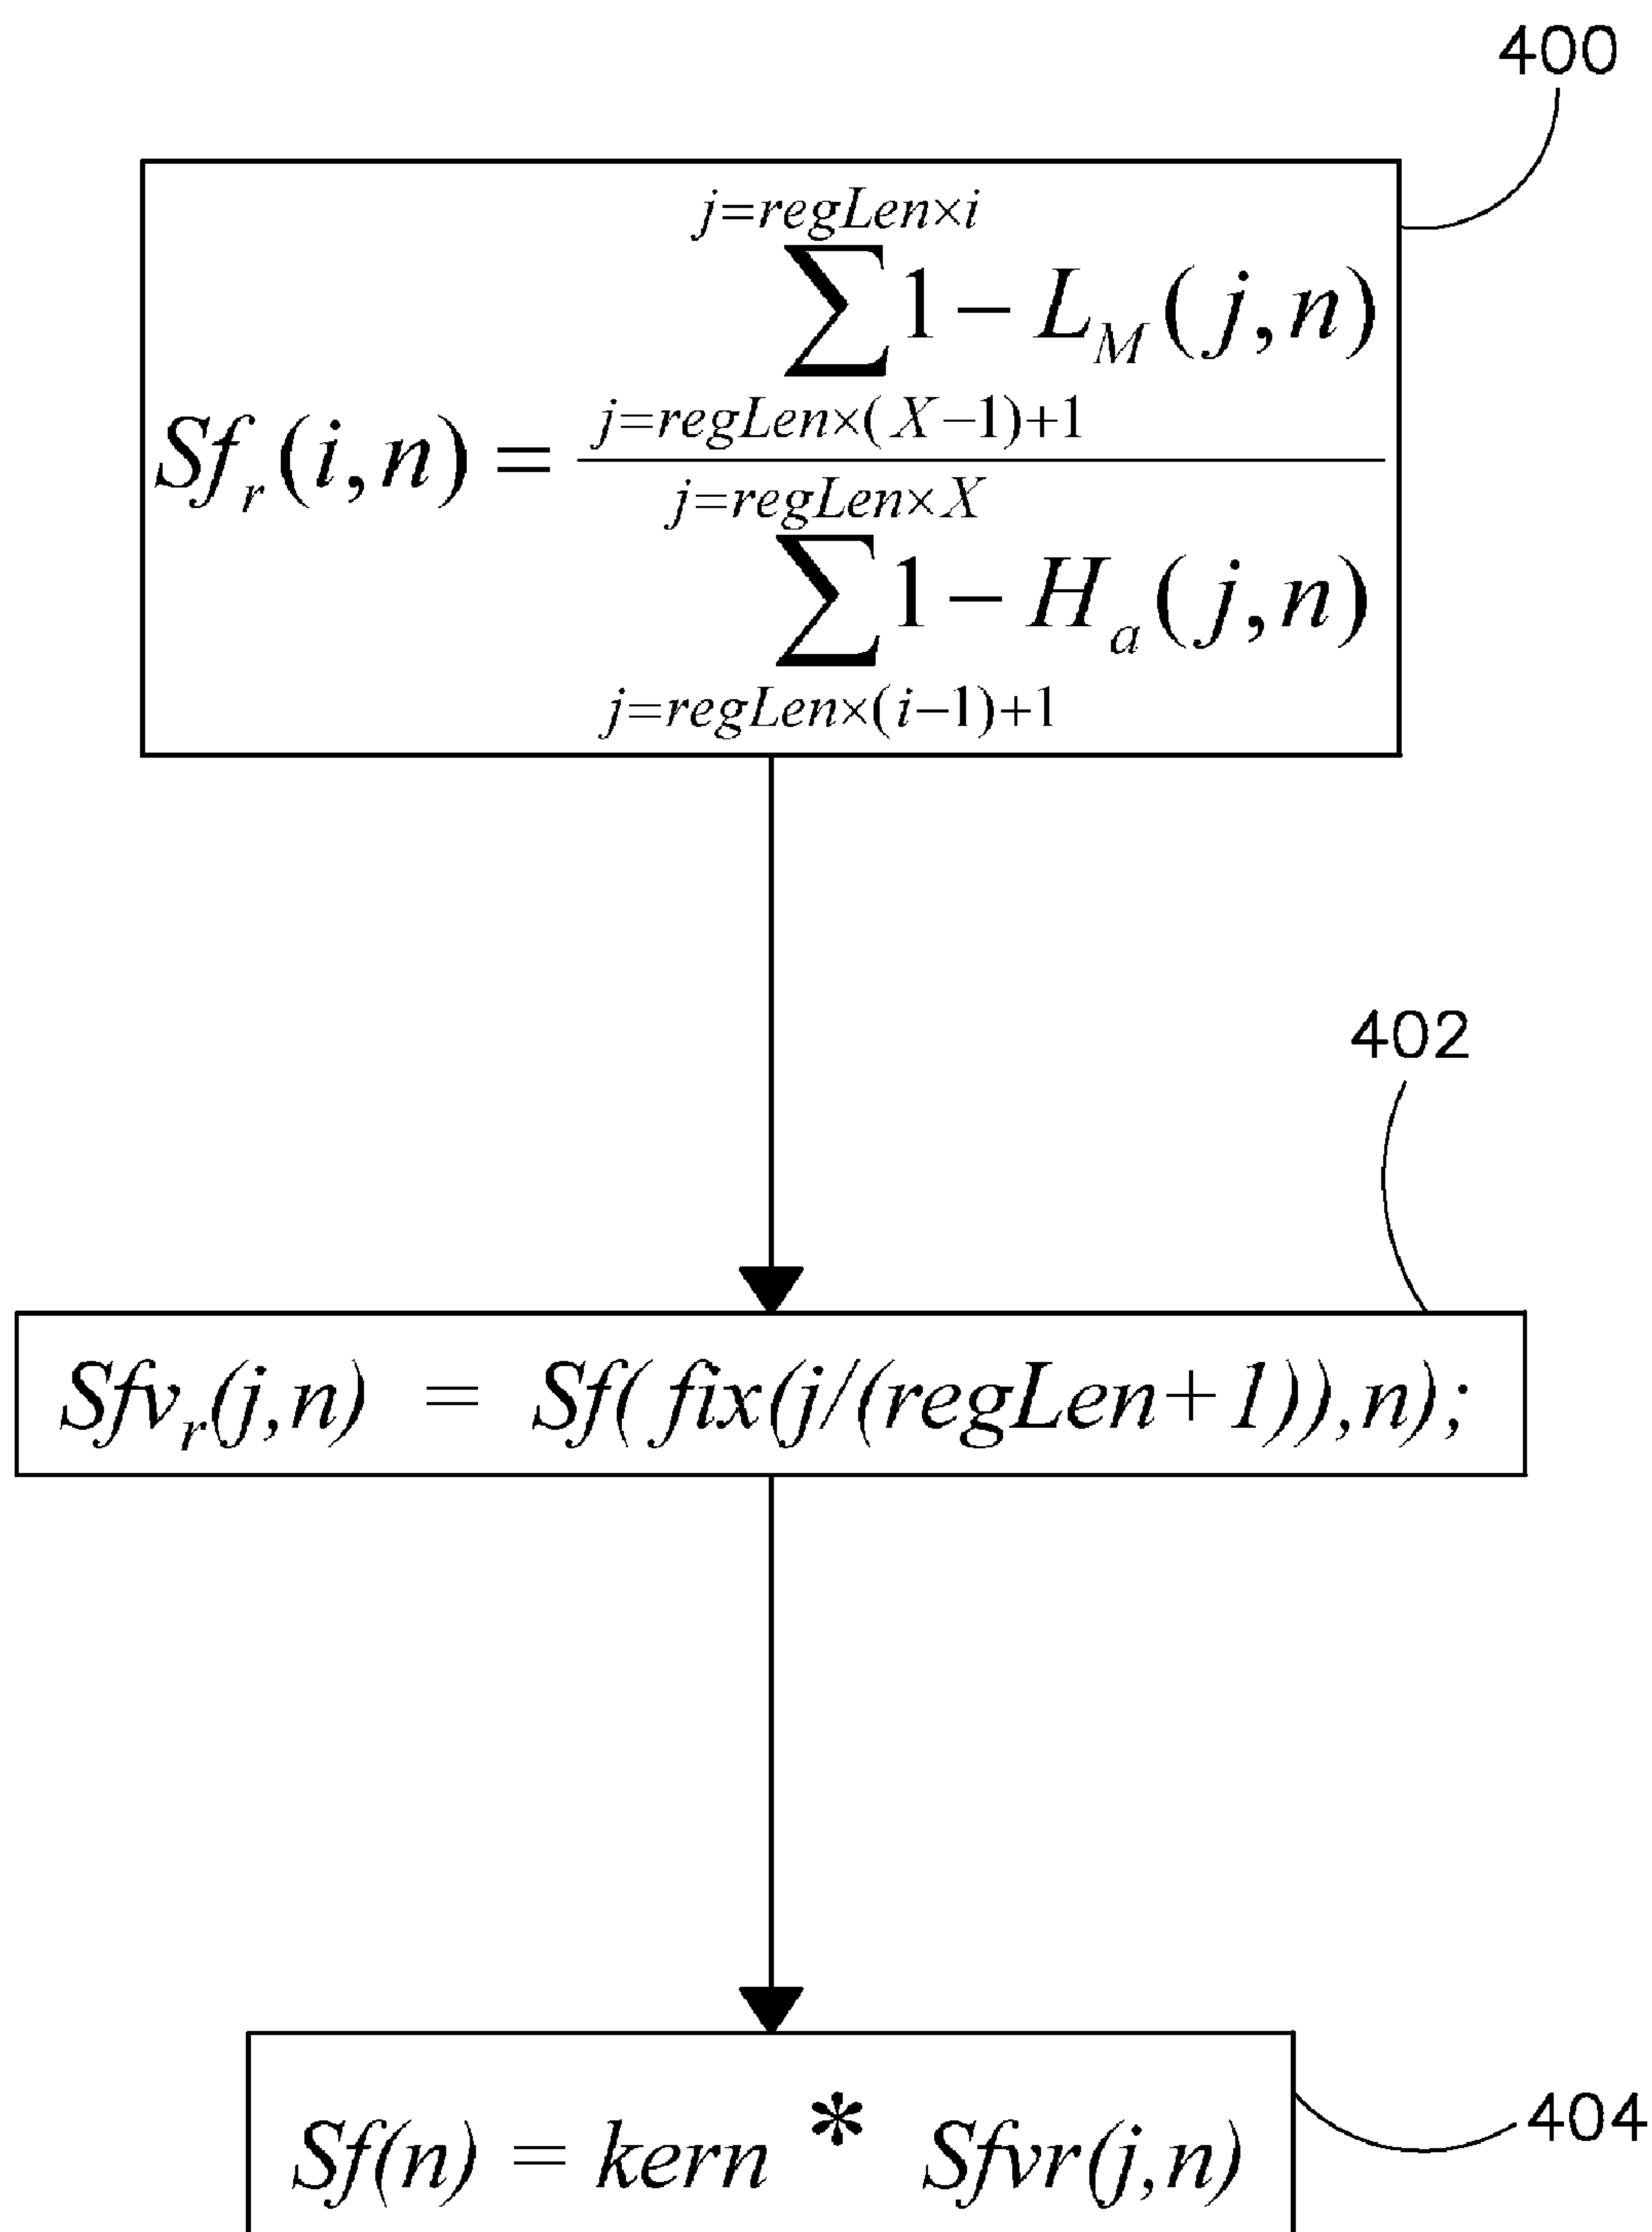 400
j=regLen×i
∑1−L_M(j,n)
j=regLen×(X−1)+1
Sf_r(i,n)=
j=regLen×X
∑1−H_a(j,n)
j=regLen×(i−1)+1
402
Sfv_r(j,n) = Sf( fix(j/(regLen+1)),n);
404
Sf(n) = kern * Sfvr(j,n)